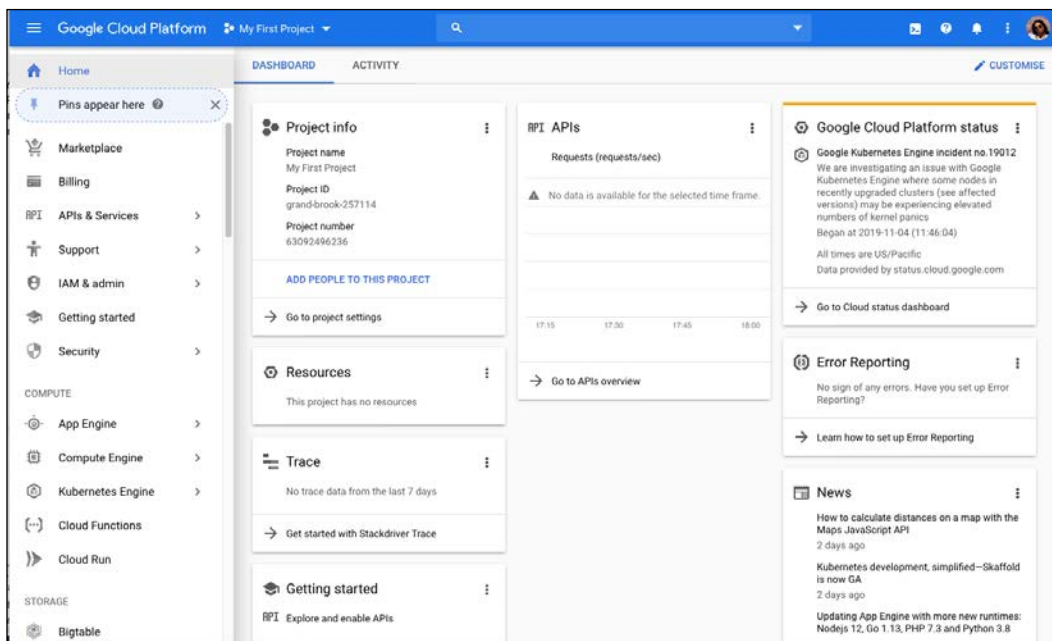 Google Cloud Platform
My First Project
Home
Pins appear here
Marketplace
Billing
API APIs & Services
Support
IAM & admin
Getting started
Security
COMPUTE
App Engine
Compute Engine
Kubernetes Engine
Cloud Functions
Cloud Run
STORAGE
Bigtable
DASHBOARD ACTIVITY
CUSTOMISE
Project info
Project name
My First Project
Project ID
grand-brook-257114
Project number
63092496236
ADD PEOPLE TO THIS PROJECT
Go to project settings
Resources
This project has no resources
Trace
No trace data from the last 7 days
Get started with Stackdriver Trace
Getting started
API Explore and enable APIs
API APIs
Requests (requests/sec)
No data is available for the selected time frame.
17:15 17:30 17:45 18:00
Go to APIs overview
Google Cloud Platform status
Google Kubernetes Engine incident no.19012
We are investigating an issue with Google
Kubernetes Engine where some nodes in
recently upgraded clusters (see affected
versions) may be experiencing elevated
numbers of kernel panics
Began at 2019-11-04 (11:46:04)
All times are US/Pacific
Data provided by status.cloud.google.com
Go to Cloud status dashboard
Error Reporting
No sign of any errors. Have you set up Error
Reporting?
Learn how to set up Error Reporting
News
How to calculate distances on a map with the
Maps JavaScript API
2 days ago
Kubernetes development, simplified—Skaffold
is now GA
2 days ago
Updating App Engine with more new runtimes:
Nodejs 12, Go 1.13, PHP 7.3 and Python 3.8